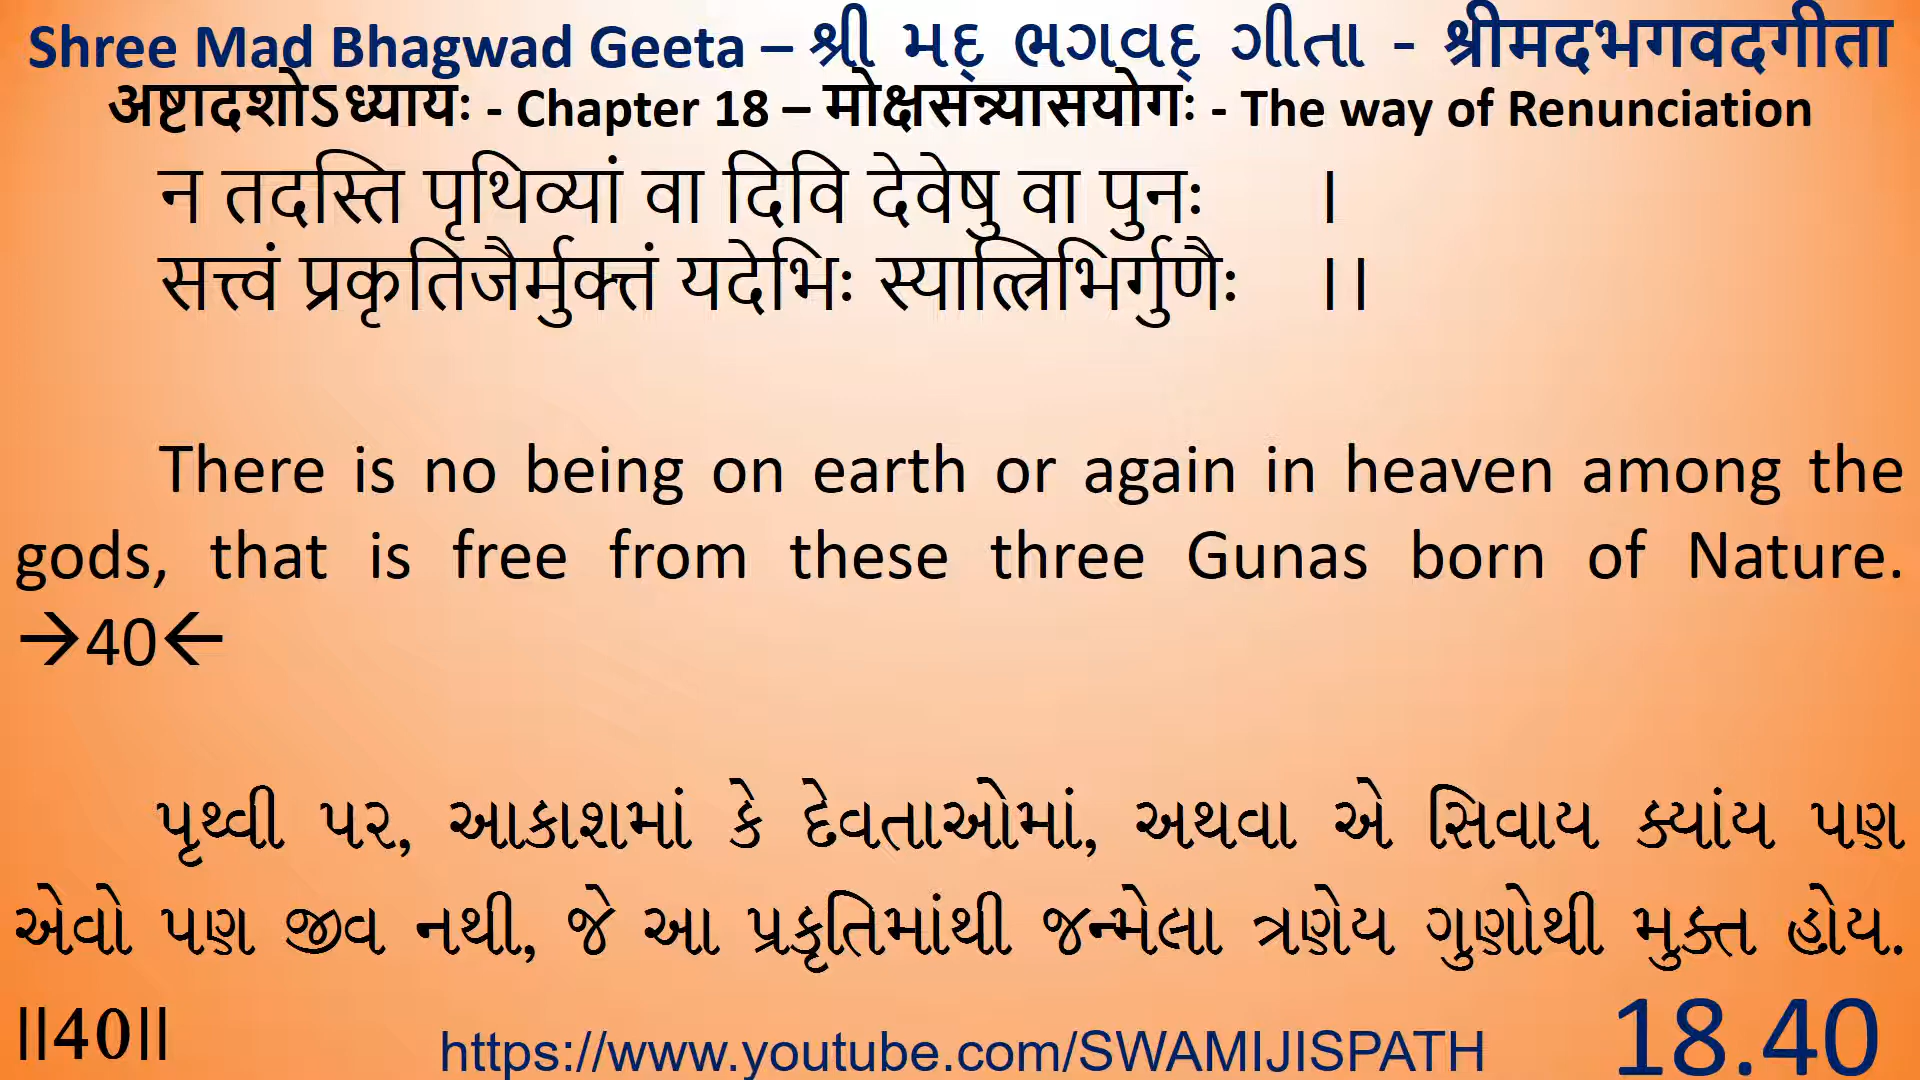 Shree Mad Bhagwad Geeta – શ્રી મદ્ ભગવદ્ ગીતા - श्रीमदभगवदगीता
अष्टादशोऽध्यायः - Chapter 18 – मोक्षसंन्यासयोगः - The way of Renunciation
न तदस्ति पृथिव्यां वा दिवि देवेषु वा पुनः ।
सत्त्वं प्रकृतिजैर्मुक्तं यदेभिः स्यात्त्रिभिर्गुणैः ।।
There is no being on earth or again in heaven among the
gods, that is free from these three Gunas born of Nature.
→40←
પૃથ્વી પર, આકાશમાં કે દેવતાઓમાં, અથવા એ સિવાય ક્યાંય પણ
એવો પણ જીવ નથી, જે આ પ્રકૃતિમાંથી જન્મેલા ત્રણેય ગુણોથી મુક્ત હોય.
||40||
https://www.youtube.com/SWAMIJISPATH
18.40